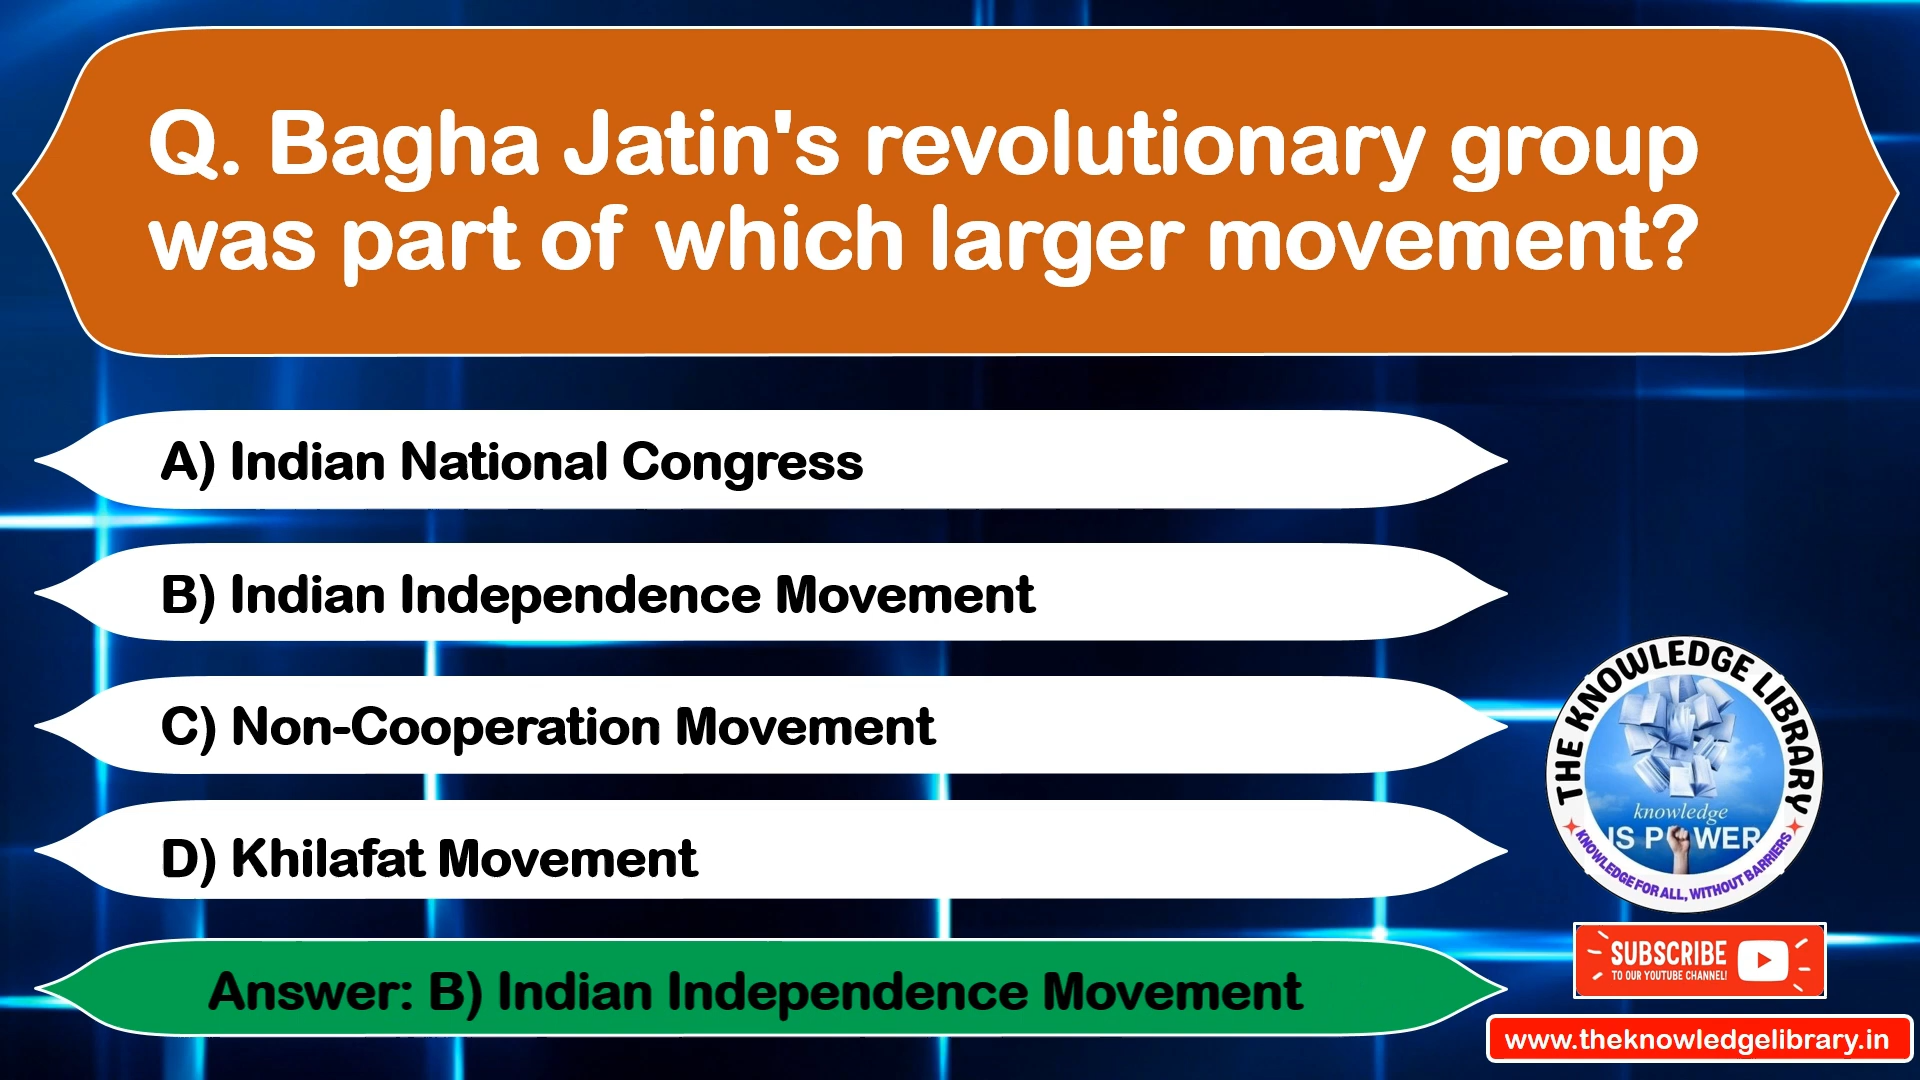 Q. Bagha Jatin's revolutionary group
was part of which larger movement?
A) Indian National Congress
B) Indian Independence Movement
C) Non-Cooperation Movement
D) Khilafat Movement
Answer: B) Indian Independence Movement
THE KNOWLEDGE LIBRARY
knowledge
IS POWER
KNOWLEDGE FOR ALL, WITHOUT BARRIERS
SUBSCRIBE
TO OUR YOUTUBE CHANNEL!
www.theknowledgelibrary.in